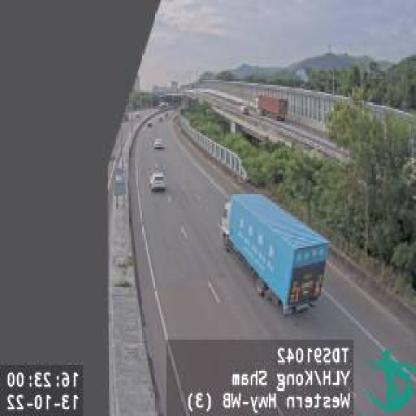 TDS91042
YLH/Kong Sham
Western Hwy-WB (3)
16:23:00
13-10-22